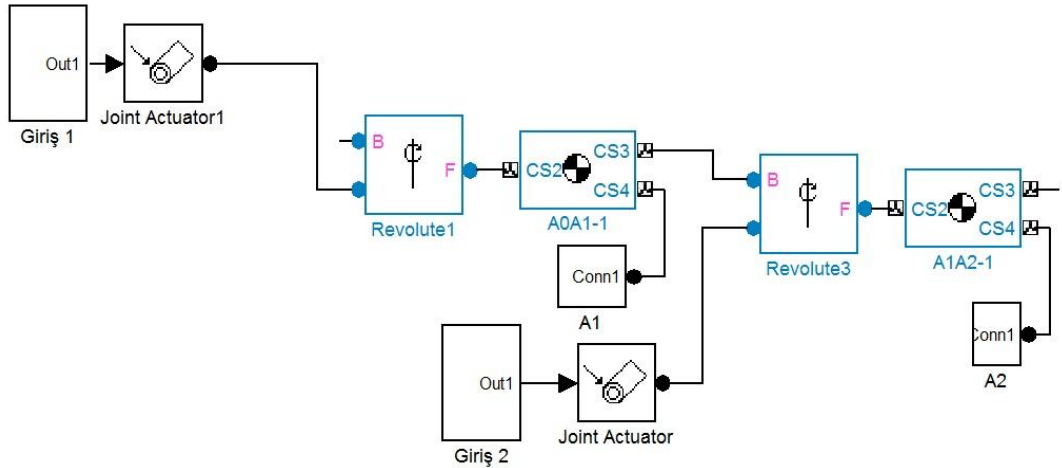 Out1
Joint Actuator1
Giriş 1
B
F
Revolute1
CS2
CS3
CS4
A0A1-1
Conn1
A1
B
F
Revolute3
CS2
CS3
CS4
A1A2-1
Conn1
A2
Out1
Joint Actuator
Giriş 2